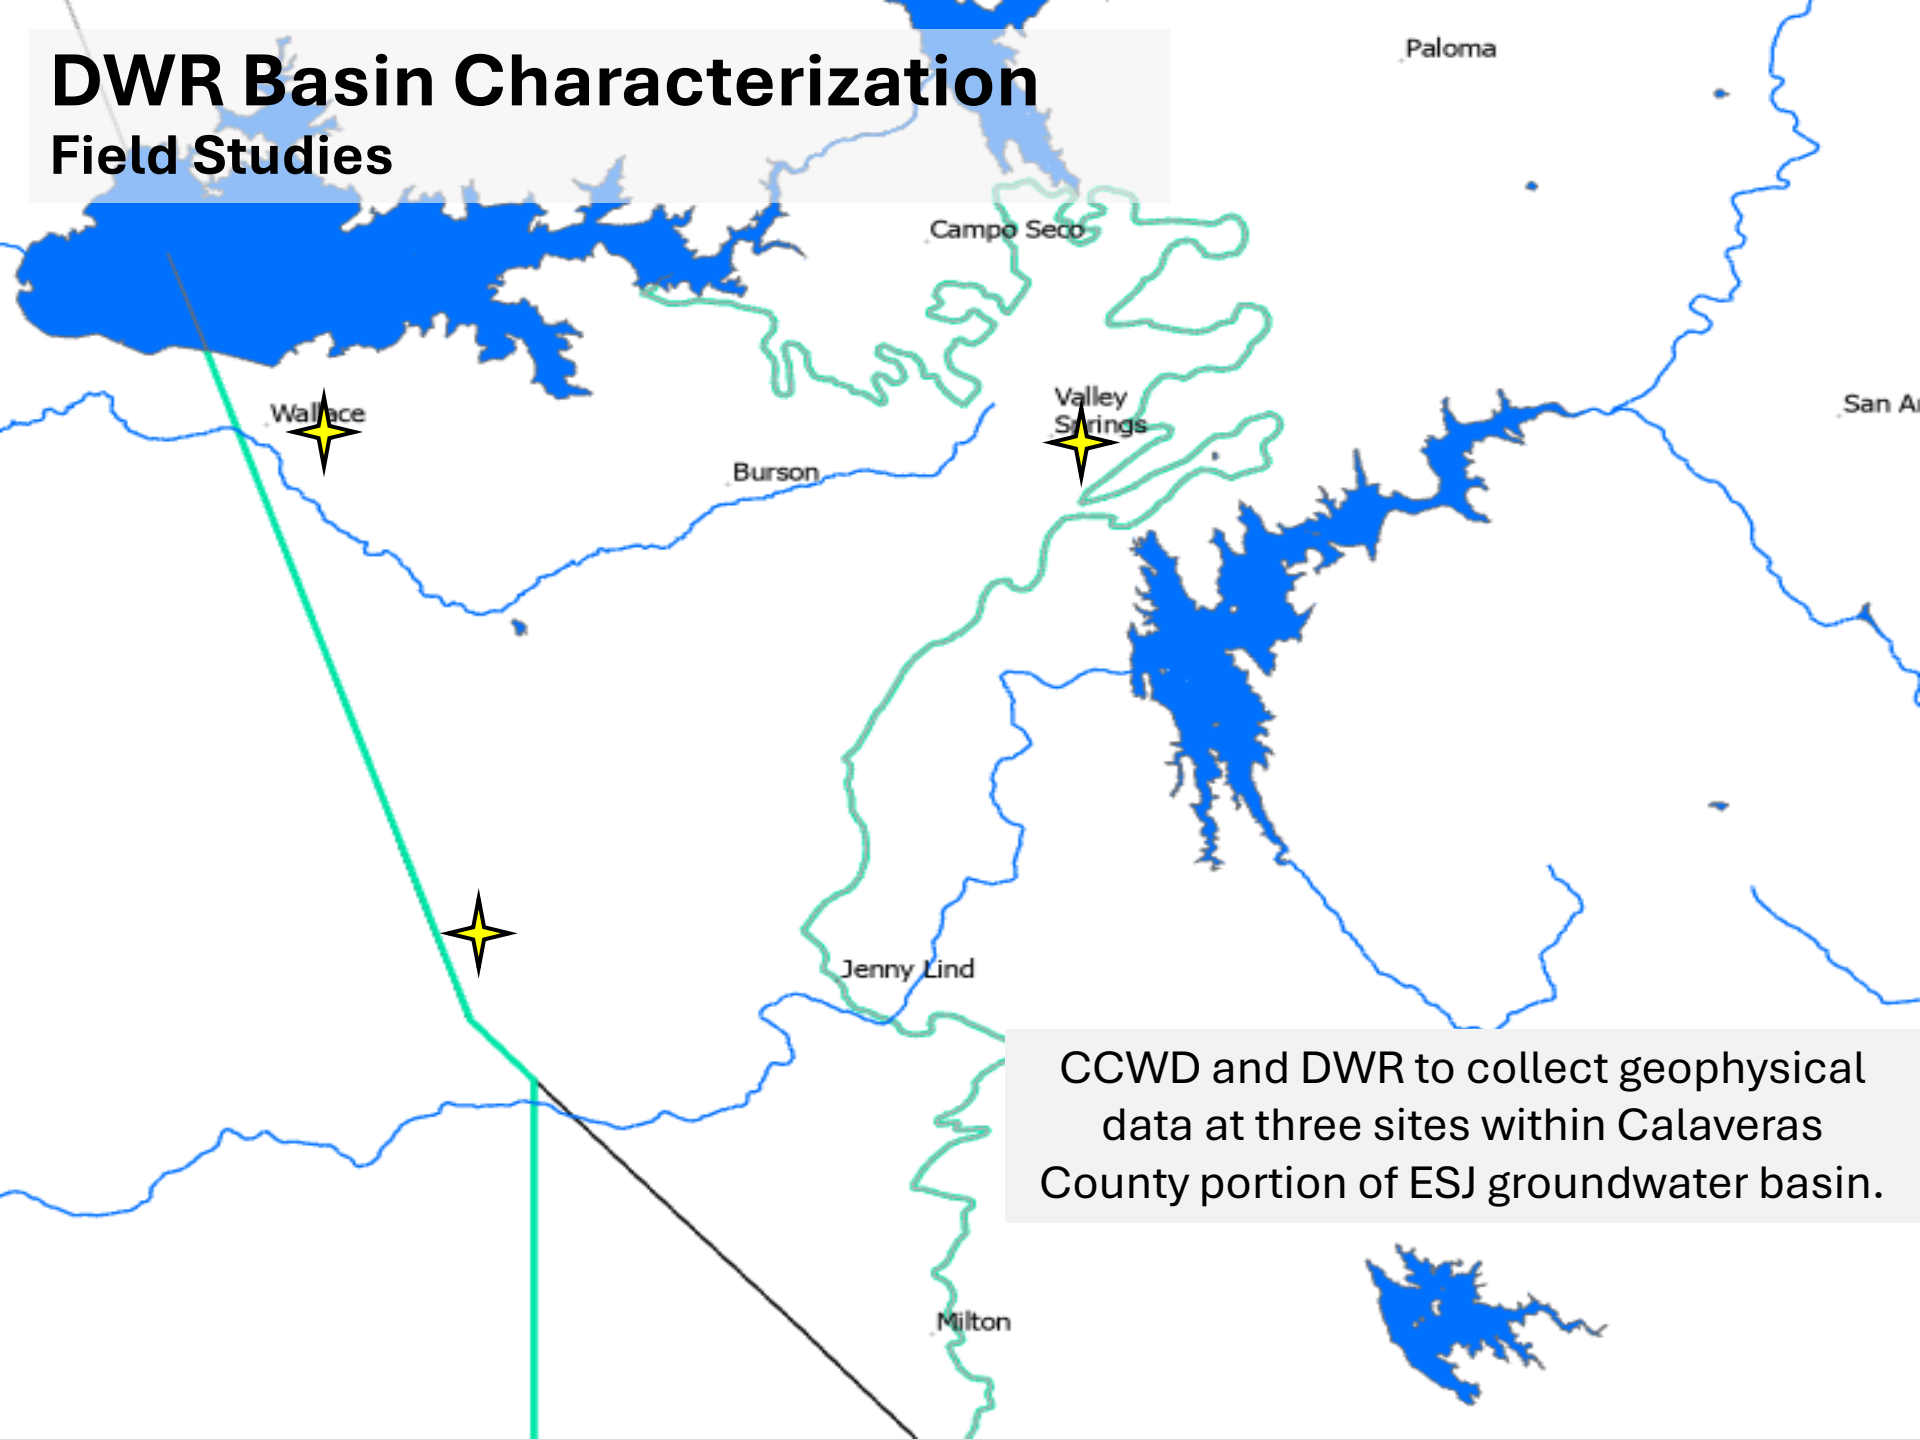 DWR Basin Characterization
Field Studies
Paloma
Campo Seco
Valley
Springs
San A
Wallace
Burson
Jenny Lind
CCWD and DWR to collect geophysical
data at three sites within Calaveras
County portion of ESJ groundwater basin.
Milton